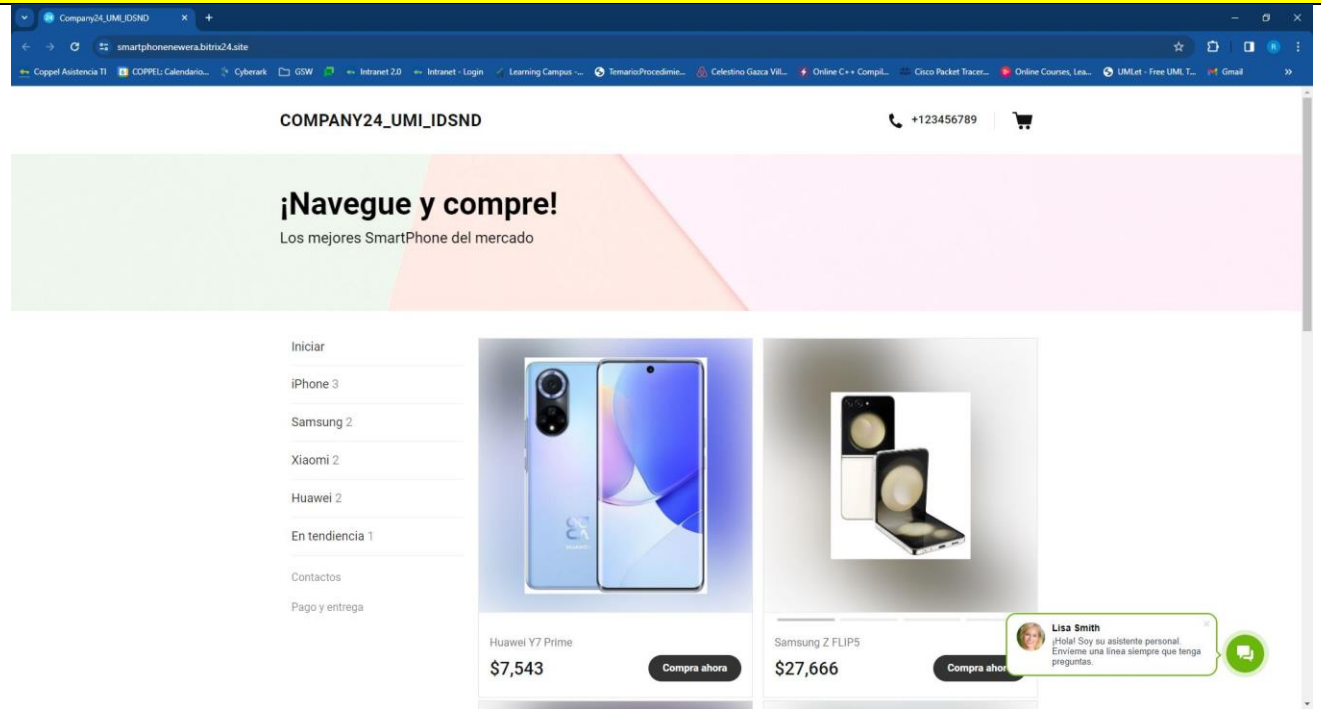 Company24_UMI_IDSND
smartphonenewera.bitrix24.site
Coppel Asistencia TI COPPEL: Calendario... Cyberark GSW Intranet 2.0 Intranet - Login Learning Campus -... Temario:Procedimie... Celestino Gazca Vill... Online C++ Compil... Cisco Packet Tracer... Online Courses, Lea... UMLet - Free UML T... Gmail »
COMPANY24_UMI_IDSND
+123456789
¡Navegue y compre!
Los mejores SmartPhone del mercado
Iniciar
iPhone 3
Samsung 2
Xiaomi 2
Huawei 2
En tendiencia 1
Contactos
Pago y entrega
Huawei Y7 Prime
$7,543
Compra ahora
Samsung Z FLIP5
$27,666
Compra ahor
Lisa Smith
¡Hola! Soy su asistente personal.
Envíeme una línea siempre que tenga
preguntas.